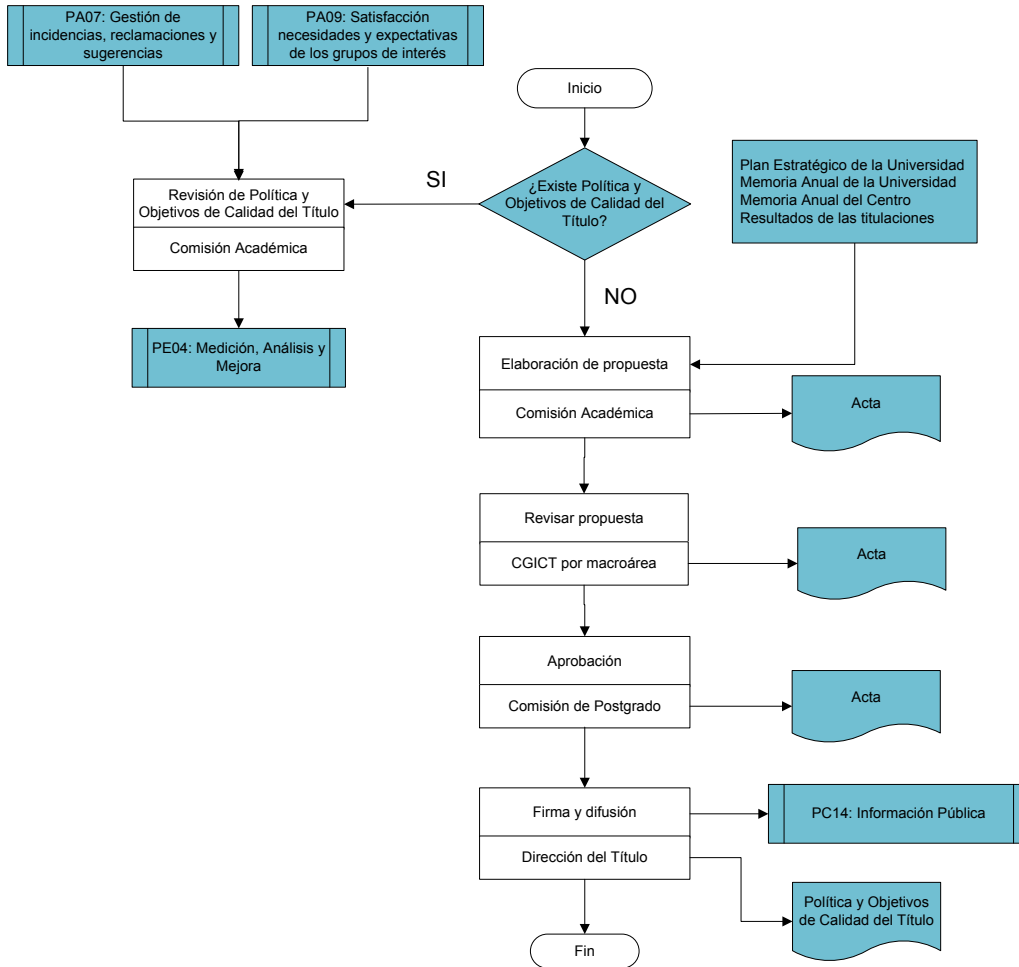 PA07: Gestión de
incidencias, reclamaciones y
sugerencias
PA09: Satisfacción
necesidades y expectativas
de los grupos de interés
Inicio
¿Existe Política y
Objetivos de Calidad del
Título?
SI
NO
Plan Estratégico de la Universidad
Memoria Anual de la Universidad
Memoria Anual del Centro
Resultados de las titulaciones
Revisión de Política y
Objetivos de Calidad del Título
Comisión Académica
PE04: Medición, Análisis y
Mejora
Elaboración de propuesta
Comisión Académica
Acta
Revisar propuesta
CGICT por macroárea
Acta
Aprobación
Comisión de Postgrado
Acta
Firma y difusión
Dirección del Título
PC14: Información Pública
Política y Objetivos
de Calidad del Título
Fin